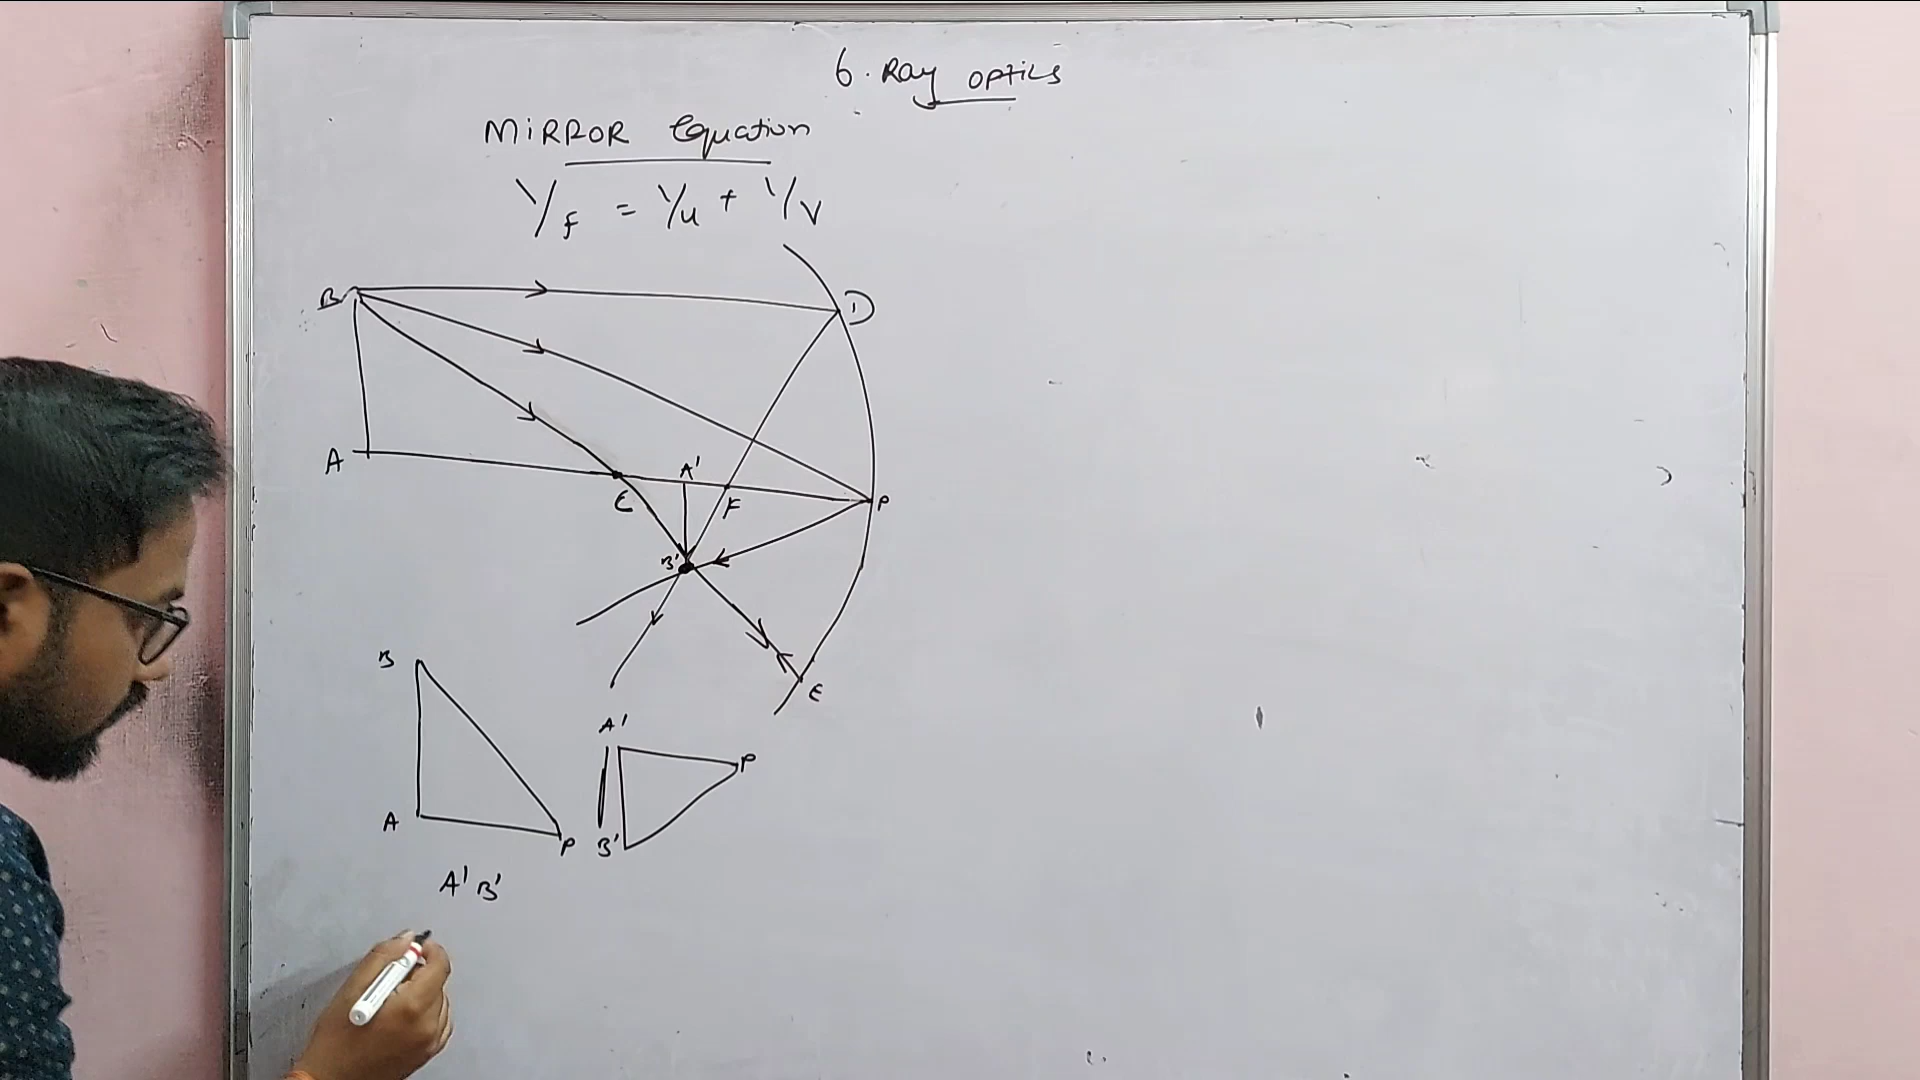 6. Ray optics
MIRROR Equation
1/f = 1/u + 1/v
B
D
A
A'
C
F
P
B'
E
B
A'
P
A
P
B'
A' B'